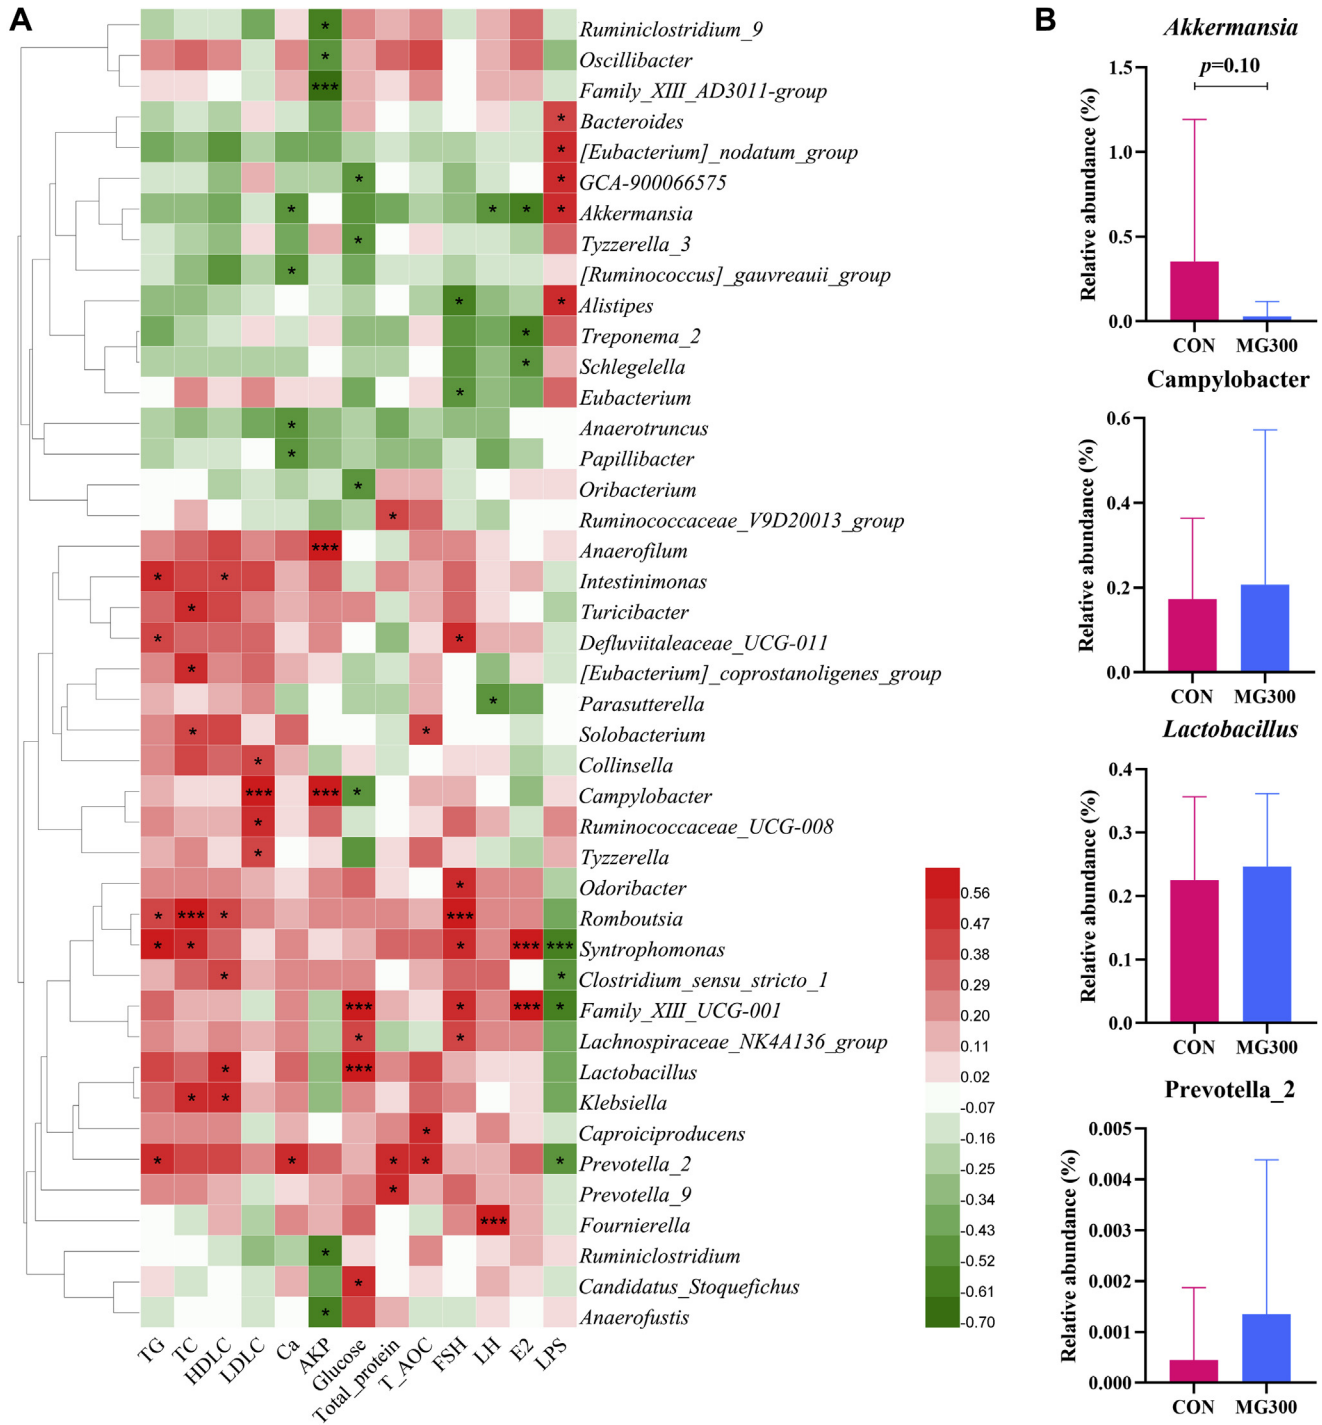 A
Ruminiclostridium_9
*
Oscillibacter
*
Family_XIII_AD3011-group
***
Bacteroides
*
[Eubacterium]_nodatum_group
*
GCA-900066575
* *
Akkermansia
* * * *
Tyzzerella_3
*
[Ruminococcus]_gauvreauii_group
*
Alistipes
* *
Treponema_2
*
Schlegelella
*
Eubacterium
*
Anaerotruncus
*
Papillibacter
*
Oribacterium
*
Ruminococcaceae_V9D20013_group
*
Anaerofilum
***
Intestinimonas
* *
Turicibacter
*
Defluviitaleaceae_UCG-011
* *
[Eubacterium]_coprostanoligenes_group
*
Parasutterella
*
Solobacterium
* *
Collinsella
*
Campylobacter
*** *** *
Ruminococcaceae_UCG-008
*
Tyzzerella
*
Odoribacter
*
Romboutsia
* *** * ***
Syntrophomonas
* * * *** ***
Clostridium_sensu_stricto_1
* *
Family_XIII_UCG-001
*** * *** *
Lachnospiraceae_NK4A136_group
* *
Lactobacillus
* ***
Klebsiella
* *
Caproiciproducens
*
Prevotella_2
* * * * *
Prevotella_9
*
Fournierella
***
Ruminiclostridium
*
Candidatus_Stoquefichus
*
Anaerofustis
*
TG TC HDLC LDLC Ca AKP Glucose Total_protein T_AOC FSH LH E2 LPS
0.56
0.47
0.38
0.29
0.20
0.11
0.02
-0.07
-0.16
-0.25
-0.34
-0.43
-0.52
-0.61
-0.70
B
Akkermansia
p=0.10
Relative abundance (%)
1.5
1.0
0.5
0.0
CON MG300
Campylobacter
Relative abundance (%)
0.6
0.4
0.2
0.0
CON MG300
Lactobacillus
Relative abundance (%)
0.4
0.3
0.2
0.1
0.0
CON MG300
Prevotella_2
Relative abundance (%)
0.005
0.004
0.003
0.002
0.001
0.000
CON MG300